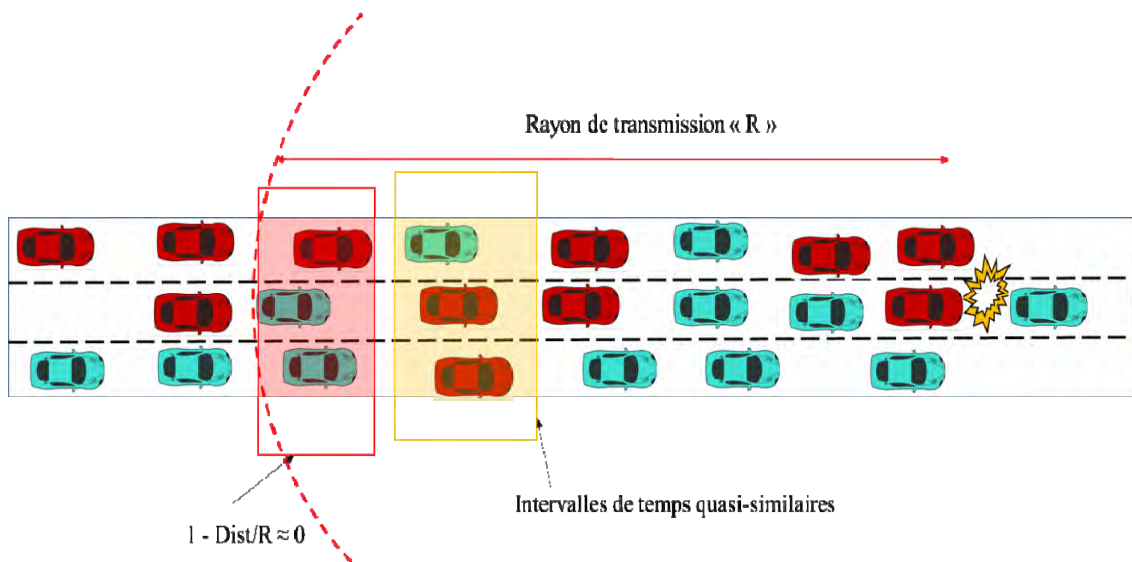 Rayon de transmission « R »
Intervalles de temps quasi-similaires
1 - Dist/R ≈ 0